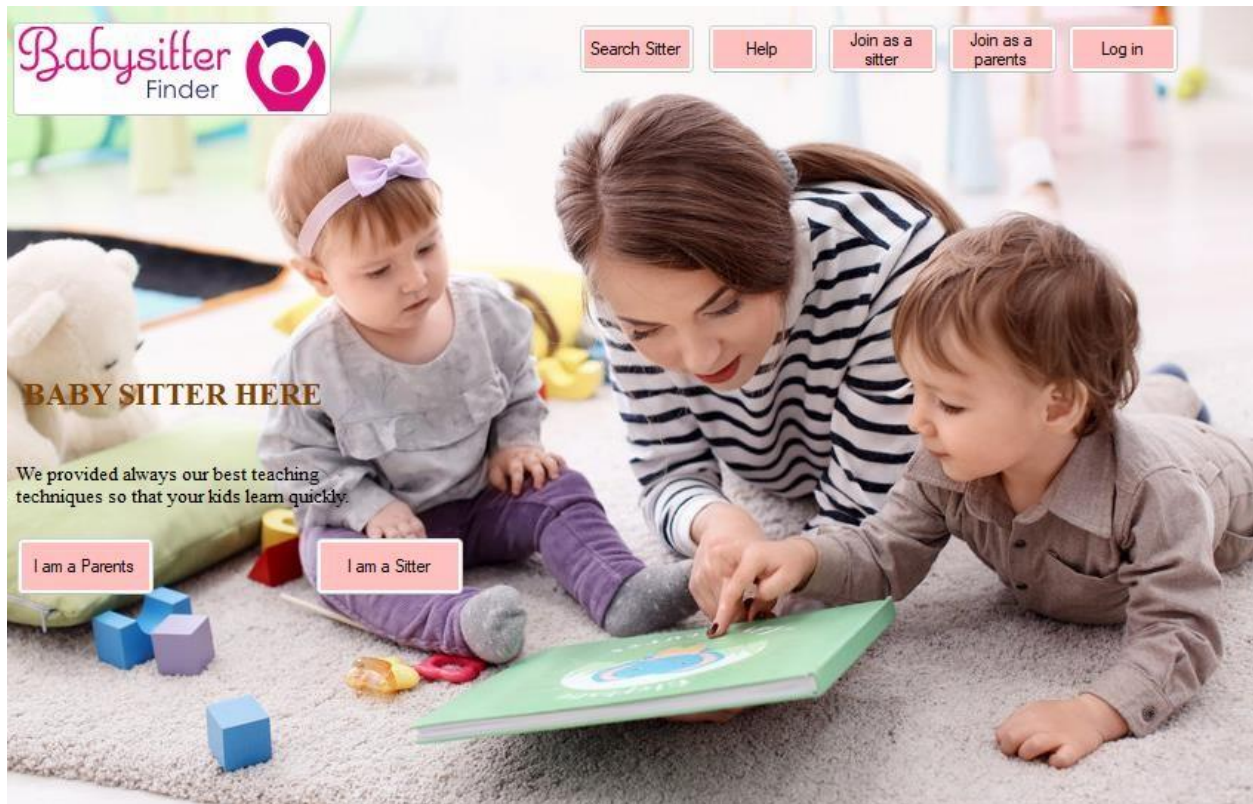 Babysitter
Finder
Search Sitter
Help
Join as a
sitter
Join as a
parents
Log in
BABY SITTER HERE
We provided always our best teaching
techniques so that your kids learn quickly.
I am a Parents
I am a Sitter